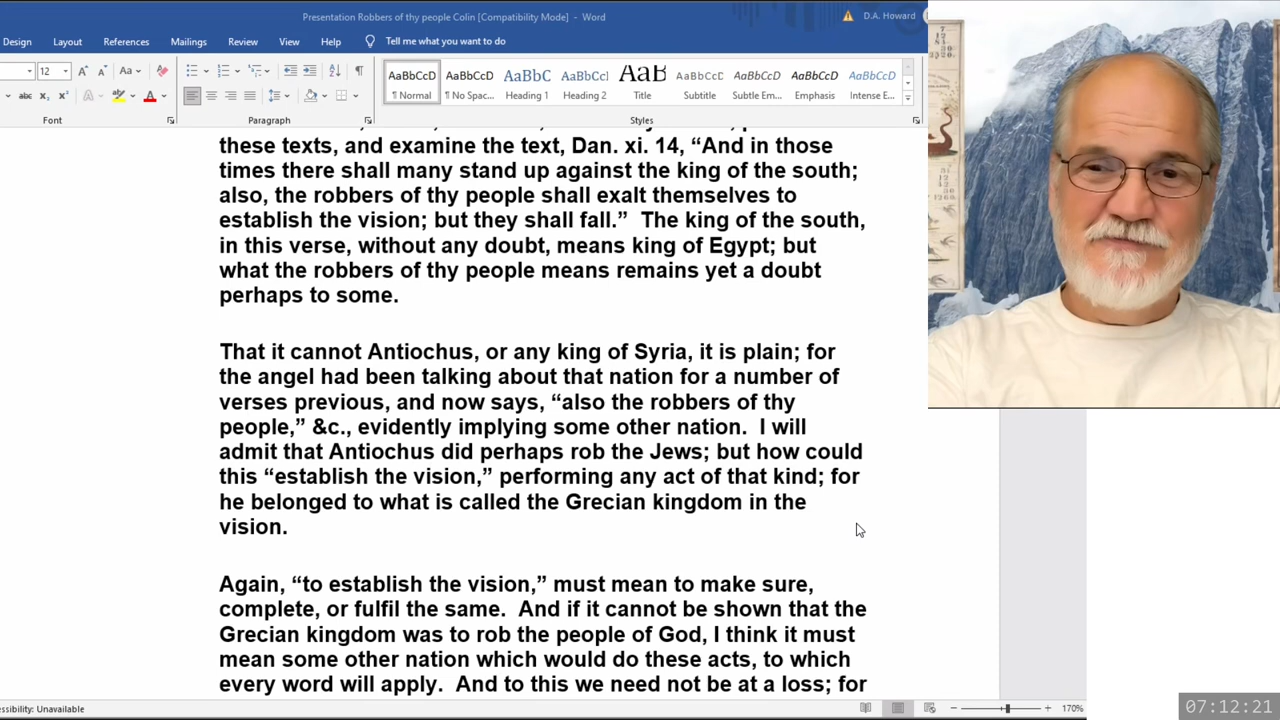 Presentation Robbers of thy people Colin [Compatibility Mode] - Word
D.A. Howard
Design Layout References Mailings Review View Help Tell me what you want to do
12 Aa
abc x₂ x² A
AaBbCcD AaBbCcD AaBbC AaBbCcI AaB AaBbCcD AaBbCcD AaBbCcD AaBbCcD
¶ Normal ¶ No Spac... Heading 1 Heading 2 Title Subtitle Subtle Em... Emphasis Intense E...
Font Paragraph Styles
these texts, and examine the text, Dan. xi. 14, “And in those
times there shall many stand up against the king of the south;
also, the robbers of thy people shall exalt themselves to
establish the vision; but they shall fall.” The king of the south,
in this verse, without any doubt, means king of Egypt; but
what the robbers of thy people means remains yet a doubt
perhaps to some.
That it cannot Antiochus, or any king of Syria, it is plain; for
the angel had been talking about that nation for a number of
verses previous, and now says, “also the robbers of thy
people,” &c., evidently implying some other nation. I will
admit that Antiochus did perhaps rob the Jews; but how could
this “establish the vision,” performing any act of that kind; for
he belonged to what is called the Grecian kingdom in the
vision.
Again, “to establish the vision,” must mean to make sure,
complete, or fulfil the same. And if it cannot be shown that the
Grecian kingdom was to rob the people of God, I think it must
mean some other nation which would do these acts, to which
every word will apply. And to this we need not be at a loss; for
ssibility: Unavailable
170%
07:12:21